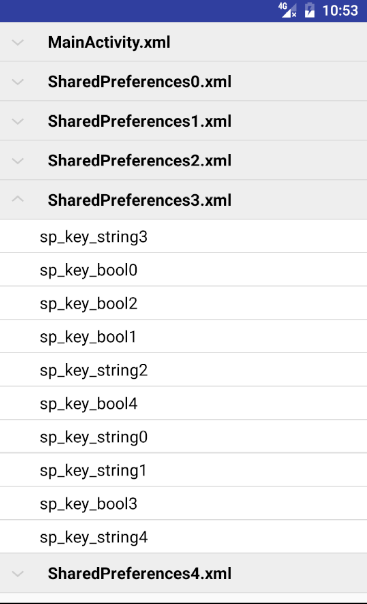 4G 10:53
MainActivity.xml
SharedPreferences0.xml
SharedPreferences1.xml
SharedPreferences2.xml
SharedPreferences3.xml
sp_key_string3
sp_key_bool0
sp_key_bool2
sp_key_bool1
sp_key_string2
sp_key_bool4
sp_key_string0
sp_key_string1
sp_key_bool3
sp_key_string4
SharedPreferences4.xml